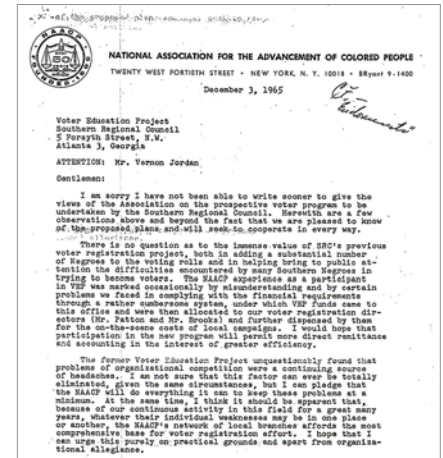 NAACP
FOUNDED 1909
NATIONAL ASSOCIATION FOR THE ADVANCEMENT OF COLORED PEOPLE
TWENTY WEST FORTIETH STREET • NEW YORK, N. Y. 10018 • BRyant 9-1400
December 3, 1965
Voter Education Project
Southern Regional Council
5 Forsyth Street, N.W.
Atlanta 3, Georgia
ATTENTION: Mr. Vernon Jordan
Gentlemen:
I am sorry I have not been able to write sooner to give the
views of the Association on the prospective voter program to be
undertaken by the Southern Regional Council. Herewith are a few
observations above and beyond the fact that we are pleased to know
of the proposed plans and will seek to cooperate in every way.
There is no question as to the immense value of SRC's previous
voter registration project, both in adding a substantial number
of Negroes to the voting rolls and in helping bring to public at-
tention the difficulties encountered by many Southern Negroes in
trying to become voters. The NAACP experience as a participant
in VEP was marked occasionally by misunderstanding and by certain
problems we faced in complying with the financial requirements
through a rather cumbersome system, under which VEP funds came to
this office and were then allocated to our voter registration dir-
ectors (Mr. Patton and Mr. Brooks) and further dispensed by them
for the on-the-scene costs of local campaigns. I would hope that
participation in the new program will permit more direct remittance
and accounting in the interest of greater efficiency.
The former Voter Education Project unquestionably found that
problems of organizational competition were a continuing source
of headaches. I am not sure that this factor can ever be totally
eliminated, given the same circumstances, but I can pledge that
the NAACP will do everything it can to keep these problems at a
minimum. At the same time, I think it should be apparent that,
because of our continuous activity in this field for a great many
years, whatever their individual weaknesses may be in one place
or another, the NAACP's network of local branches affords the most
comprehensive base for voter registration effort. I hope that I
can urge this purely on practical grounds and apart from organiza-
tional allegiance.